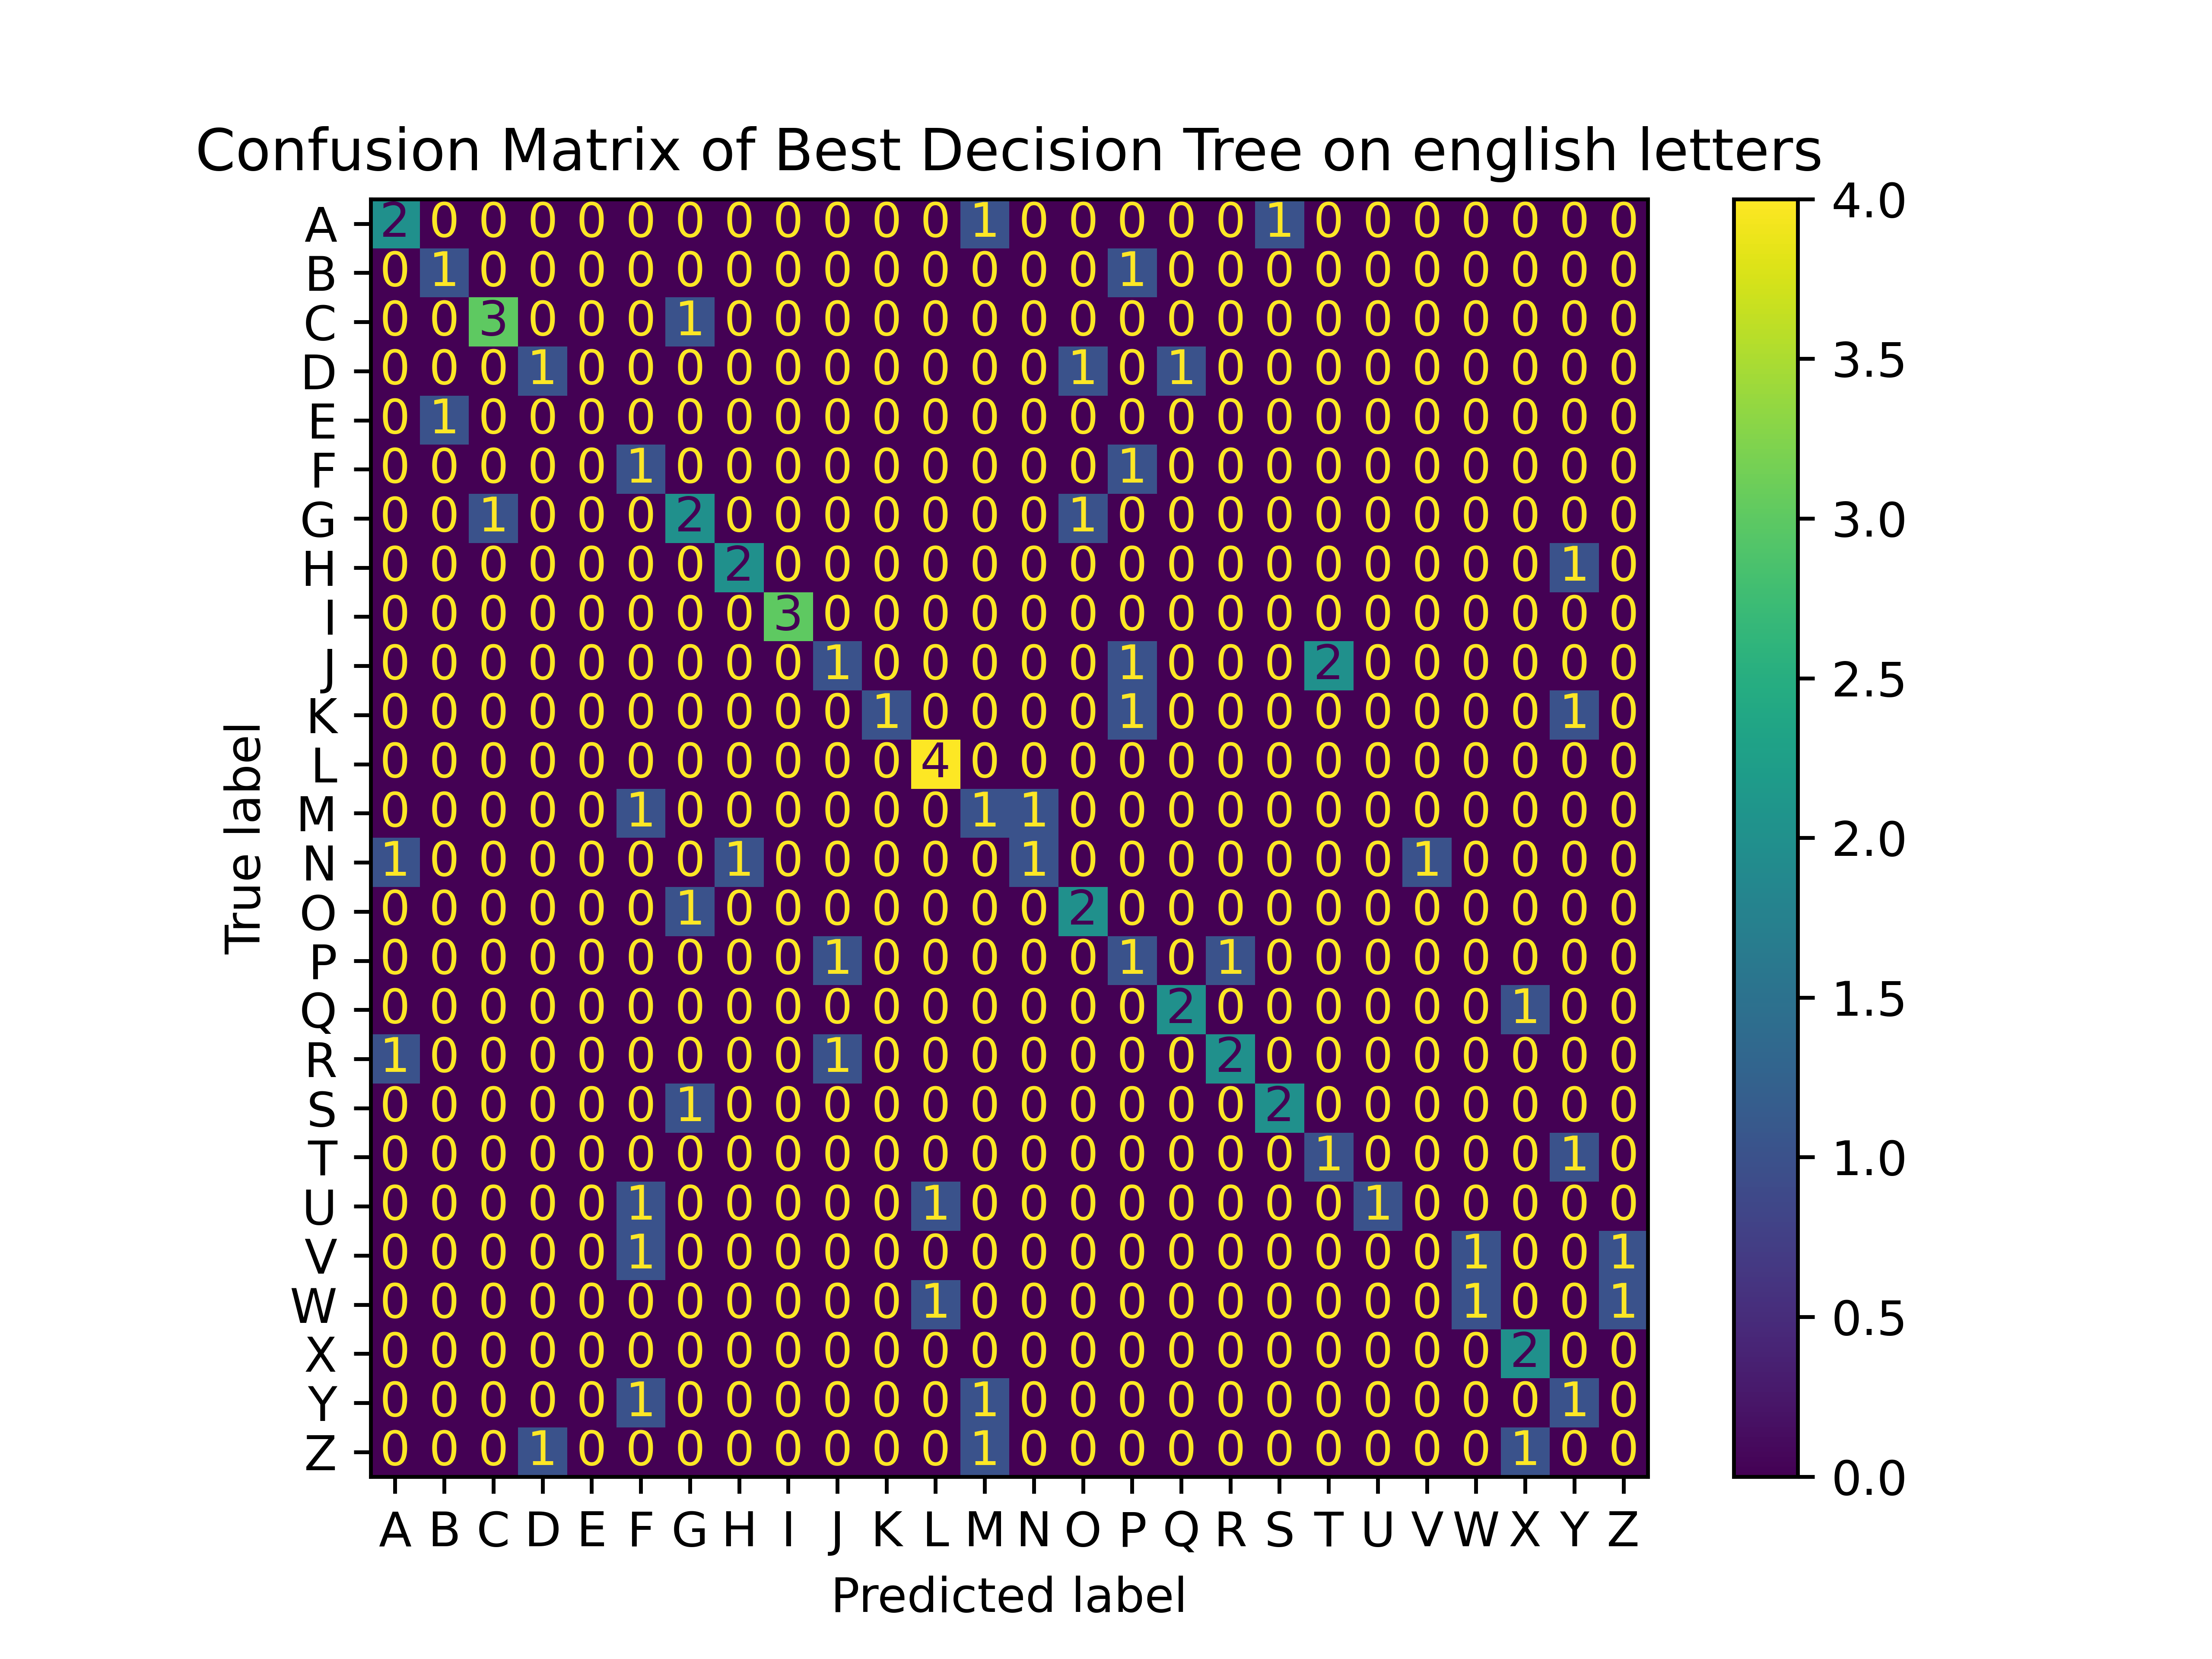 Confusion Matrix of Best Decision Tree on english letters
A 2 0 0 0 0 0 0 0 0 0 0 0 1 0 0 0 0 0 1 0 0 0 0 0 0 0
B 0 1 0 0 0 0 0 0 0 0 0 0 0 0 0 1 0 0 0 0 0 0 0 0 0 0
C 0 0 3 0 0 0 1 0 0 0 0 0 0 0 0 0 0 0 0 0 0 0 0 0 0 0
D 0 0 0 1 0 0 0 0 0 0 0 0 0 0 1 0 1 0 0 0 0 0 0 0 0 0
E 0 1 0 0 0 0 0 0 0 0 0 0 0 0 0 0 0 0 0 0 0 0 0 0 0 0
F 0 0 0 0 0 1 0 0 0 0 0 0 0 0 0 1 0 0 0 0 0 0 0 0 0 0
G 0 0 1 0 0 0 2 0 0 0 0 0 0 0 1 0 0 0 0 0 0 0 0 0 0 0
H 0 0 0 0 0 0 0 2 0 0 0 0 0 0 0 0 0 0 0 0 0 0 0 0 1 0
I 0 0 0 0 0 0 0 0 3 0 0 0 0 0 0 0 0 0 0 0 0 0 0 0 0 0
J 0 0 0 0 0 0 0 0 0 1 0 0 0 0 0 1 0 0 0 2 0 0 0 0 0 0
K 0 0 0 0 0 0 0 0 0 0 1 0 0 0 0 1 0 0 0 0 0 0 0 0 1 0
L 0 0 0 0 0 0 0 0 0 0 0 4 0 0 0 0 0 0 0 0 0 0 0 0 0 0
M 0 0 0 0 0 1 0 0 0 0 0 0 1 1 0 0 0 0 0 0 0 0 0 0 0 0
N 1 0 0 0 0 0 0 1 0 0 0 0 0 1 0 0 0 0 0 0 0 1 0 0 0 0
O 0 0 0 0 0 0 1 0 0 0 0 0 0 0 2 0 0 0 0 0 0 0 0 0 0 0
P 0 0 0 0 0 0 0 0 0 1 0 0 0 0 0 1 0 1 0 0 0 0 0 0 0 0
Q 0 0 0 0 0 0 0 0 0 0 0 0 0 0 0 0 2 0 0 0 0 0 0 1 0 0
R 1 0 0 0 0 0 0 0 0 1 0 0 0 0 0 0 0 2 0 0 0 0 0 0 0 0
S 0 0 0 0 0 0 1 0 0 0 0 0 0 0 0 0 0 0 2 0 0 0 0 0 0 0
T 0 0 0 0 0 0 0 0 0 0 0 0 0 0 0 0 0 0 0 1 0 0 0 0 1 0
U 0 0 0 0 0 1 0 0 0 0 0 1 0 0 0 0 0 0 0 0 1 0 0 0 0 0
V 0 0 0 0 0 1 0 0 0 0 0 0 0 0 0 0 0 0 0 0 0 0 1 0 0 1
W 0 0 0 0 0 0 0 0 0 0 0 1 0 0 0 0 0 0 0 0 0 0 1 0 0 1
X 0 0 0 0 0 0 0 0 0 0 0 0 0 0 0 0 0 0 0 0 0 0 0 2 0 0
Y 0 0 0 0 0 1 0 0 0 0 0 0 1 0 0 0 0 0 0 0 0 0 0 0 1 0
Z 0 0 0 1 0 0 0 0 0 0 0 0 1 0 0 0 0 0 0 0 0 0 0 1 0 0
A B C D E F G H I J K L M N O P Q R S T U V W X Y Z
Predicted label
True label
4.0
3.5
3.0
2.5
2.0
1.5
1.0
0.5
0.0